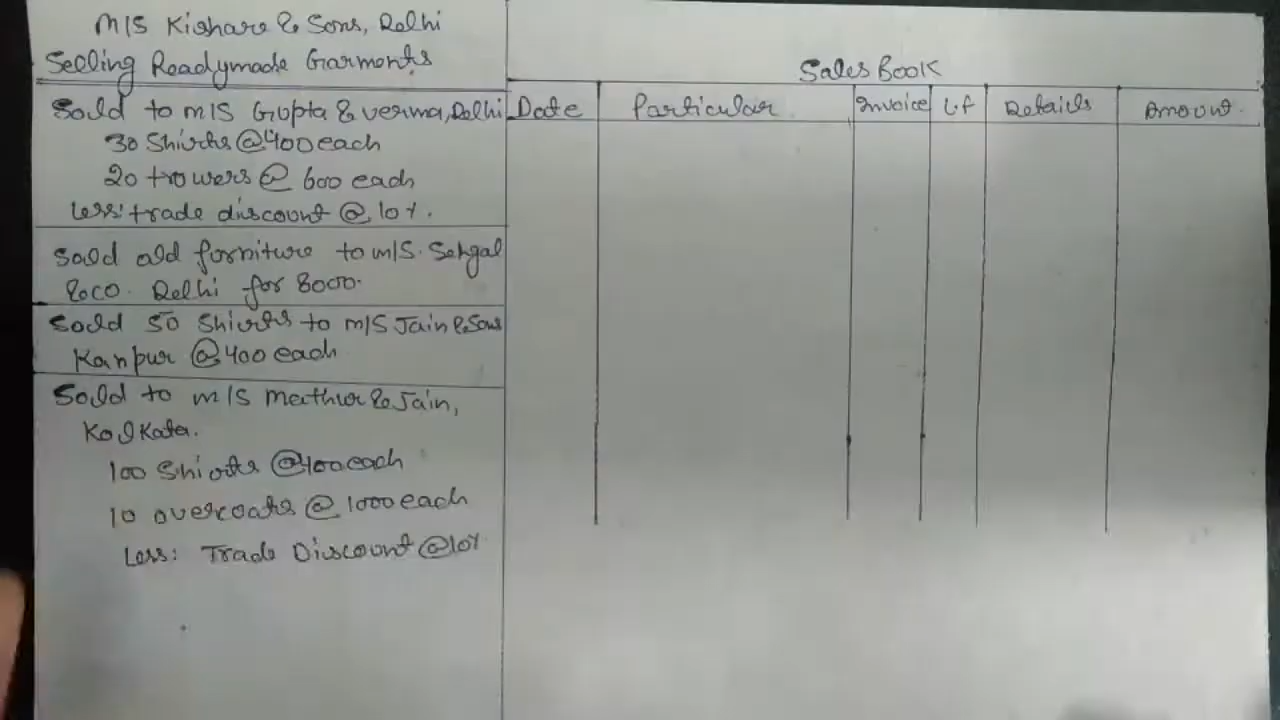 M/S Kishore & Sons, Delhi
Selling Readymade Garments
Sold to M/S Gupta & verma, Delhi
30 Shirts @ 400 each
20 trowers @ 600 each
Less: trade discount @ 10%.
Sold old forniture to M/S. Sehgal
& co. Delhi for 8000.
Sold 50 Shirts to M/S Jain & Sons
Kanpur @ 400 each
Sold to M/S Mathur & Jain,
Kolkata.
100 Shirts @ 400 each
10 overcoats @ 1000 each
Less: Trade Discount @ 10%
Sales Book
Date Particular Invoice Lf Details Amount.